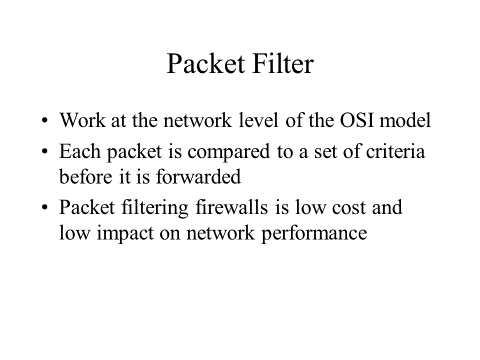 Packet Filter
• Work at the network level of the OSI model
• Each packet is compared to a set of criteria
before it is forwarded
• Packet filtering firewalls is low cost and
low impact on network performance